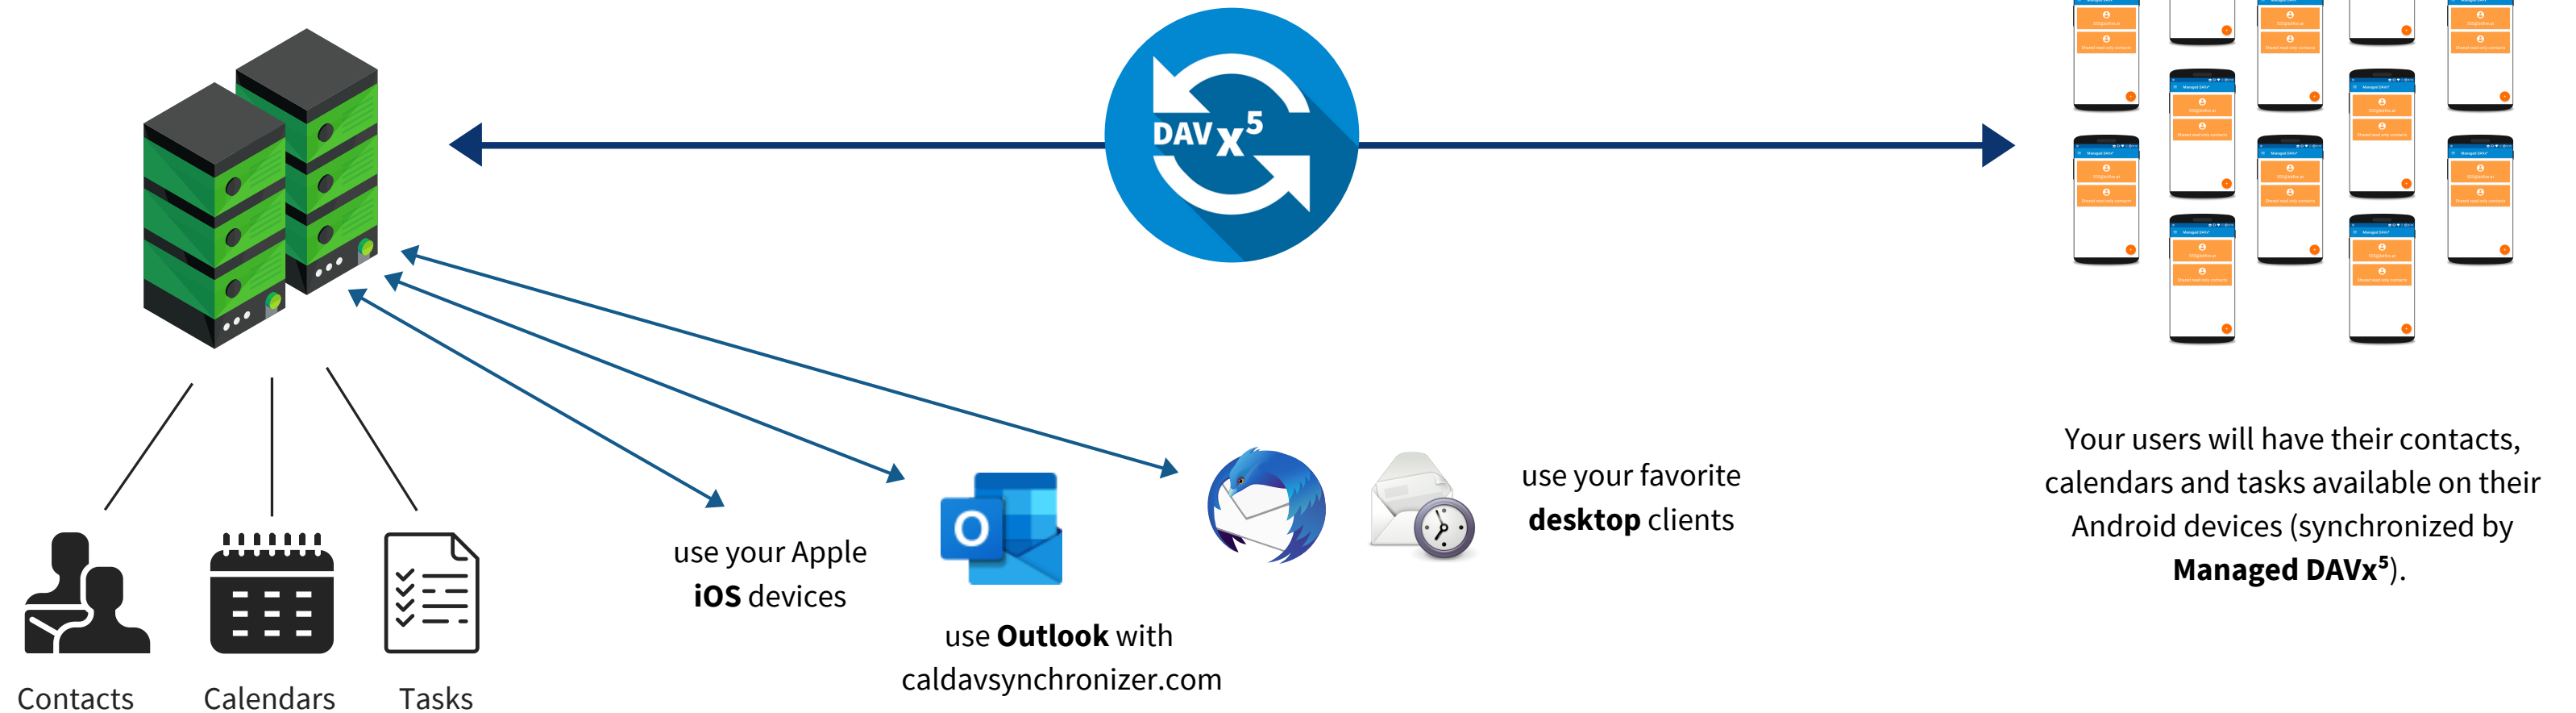 DAVx⁵
Contacts
Calendars
Tasks
use your Apple
iOS devices
O
use Outlook with
caldavsynchronizer.com
use your favorite
desktop clients
Your users will have their contacts,
calendars and tasks available on their
Android devices (synchronized by
Managed DAVx⁵).